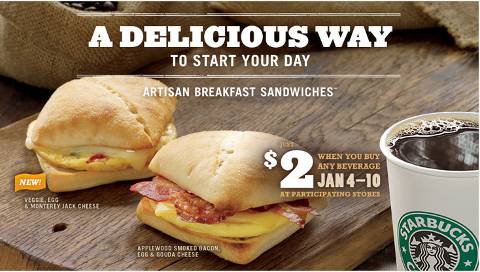 A DELICIOUS WAY
TO START YOUR DAY
ARTISAN BREAKFAST SANDWICHES™
NEW!
VEGGIE, EGG
& MONTEREY JACK CHEESE
JUST
$2
WHEN YOU BUY
ANY BEVERAGE
JAN 4–10
AT PARTICIPATING STORES
APPLEWOOD SMOKED BACON,
EGG & GOUDA CHEESE
STARBUCKS